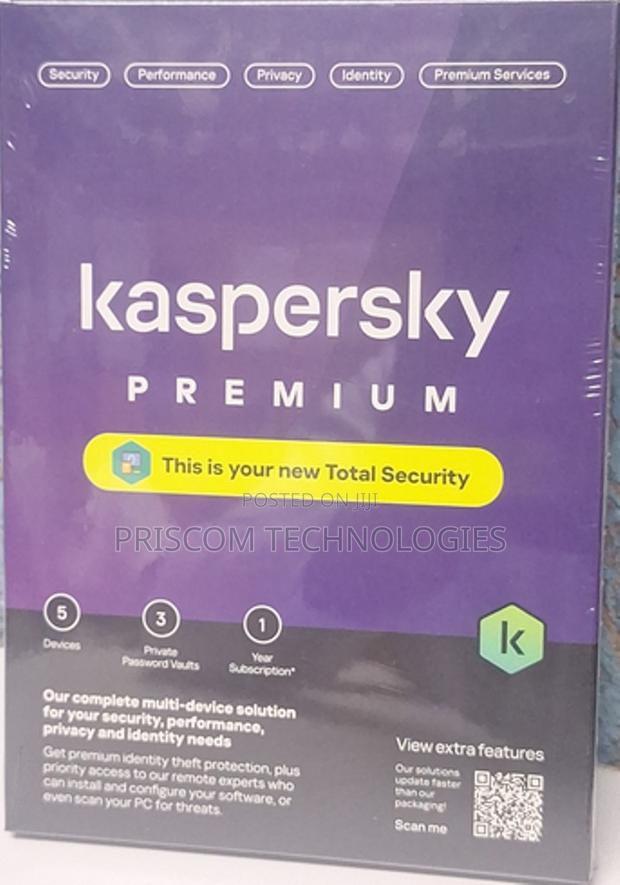 Security Performance Privacy Identity Premium Services
kaspersky
PREMIUM
This is your new Total Security
POSTED ON JIJI
PRISCOM TECHNOLOGIES
5
Devices
3
Private
Password Vaults
1
Year
Subscription*
k
Our complete multi-device solution
for your security, performance,
privacy and identity needs
Get premium identity theft protection, plus
priority access to our remote experts who
can install and configure your software, or
even scan your PC for threats.
View extra features
Our solutions
update faster
than our
packaging!
Scan me